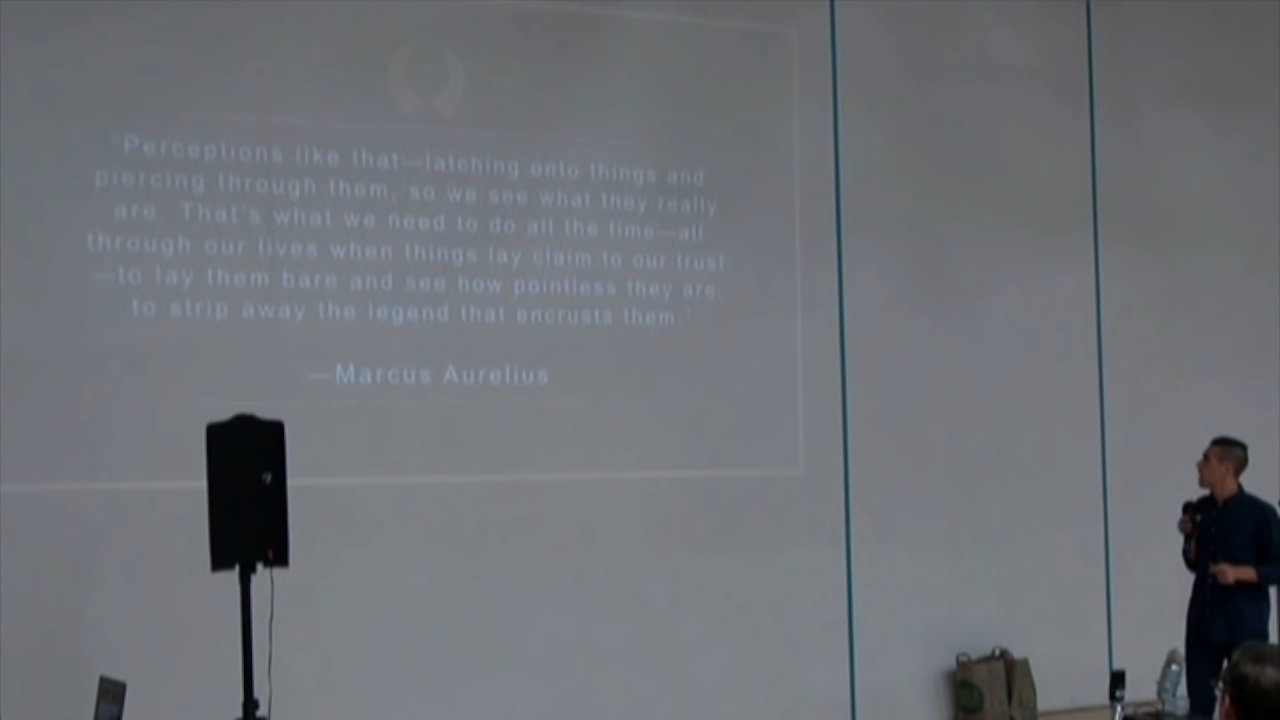 "Perceptions like that—latching onto things and
piercing through them, so we see what they really
are. That's what we need to do all the time—all
through our lives when things lay claim to our trust
—to lay them bare and see how pointless they are,
to strip away the legend that encrusts them."
—Marcus Aurelius